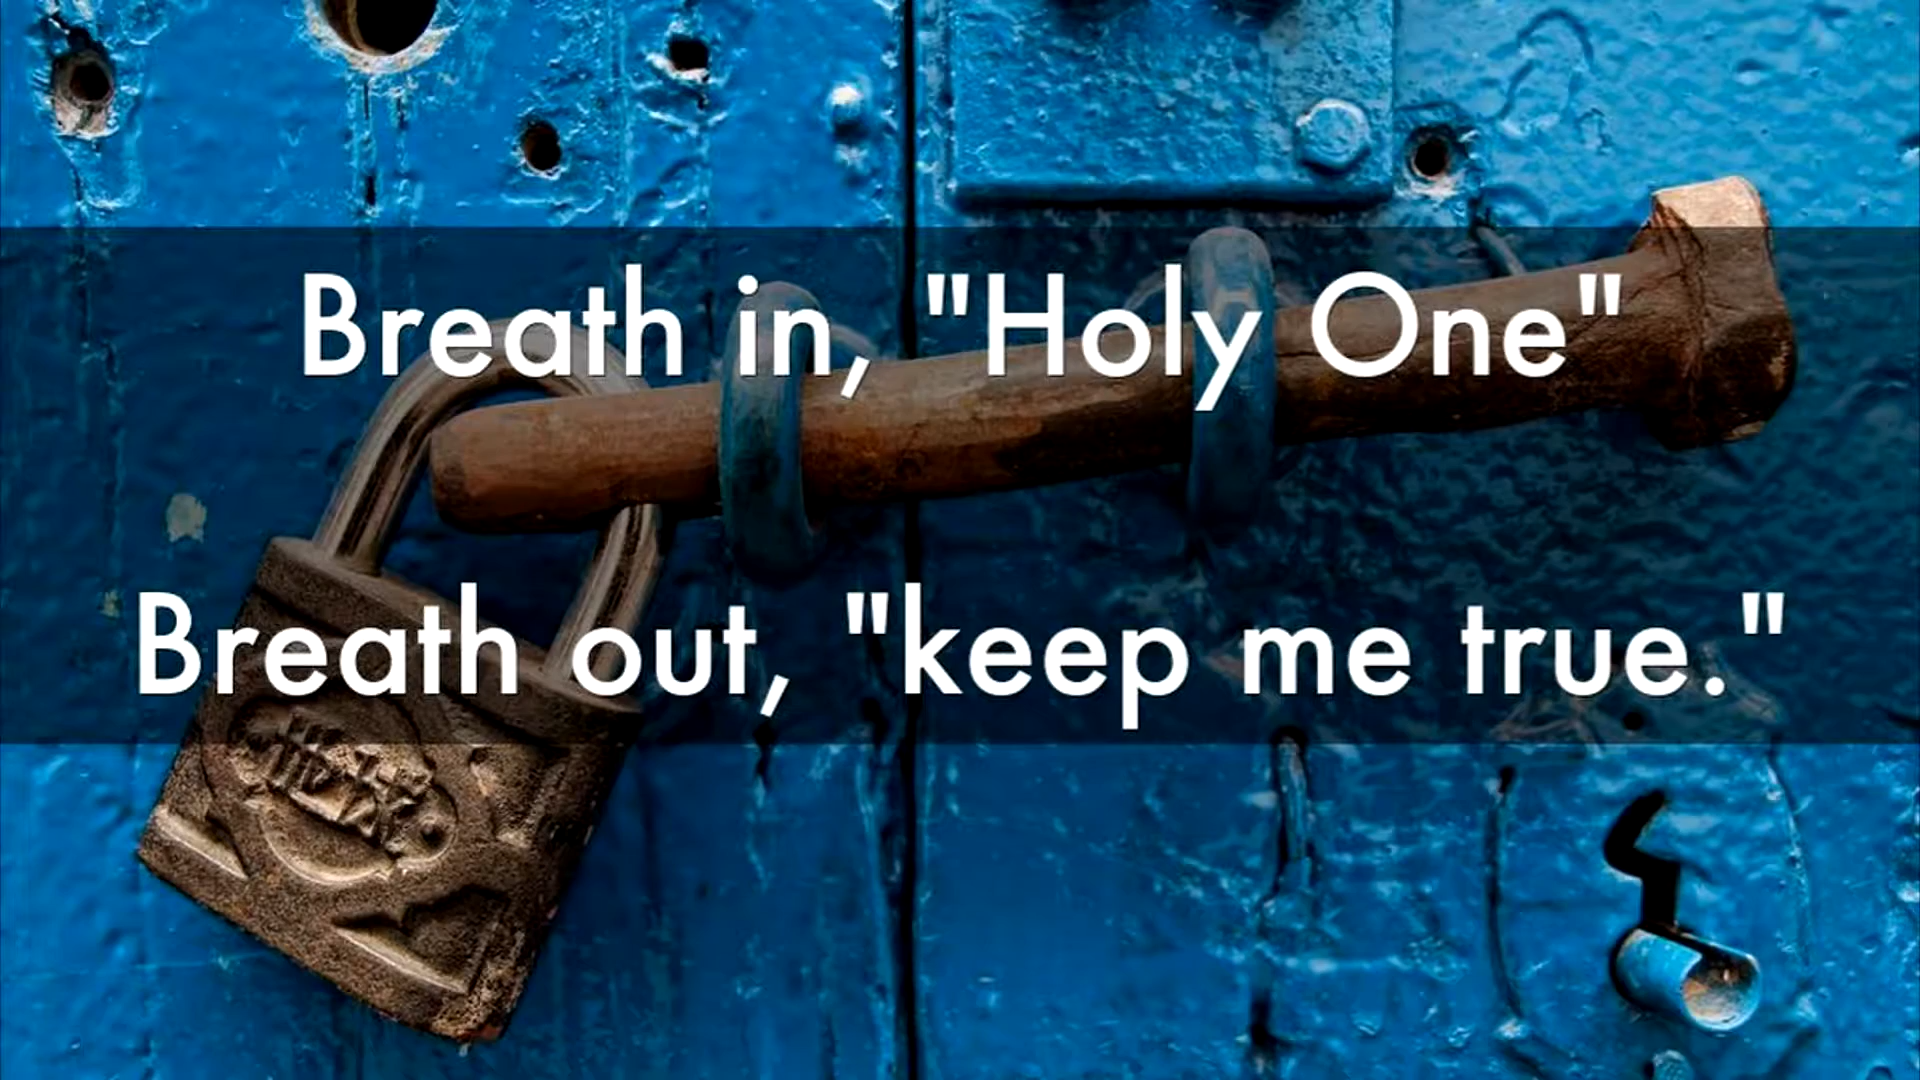 Breath in, "Holy One"
Breath out, "keep me true."